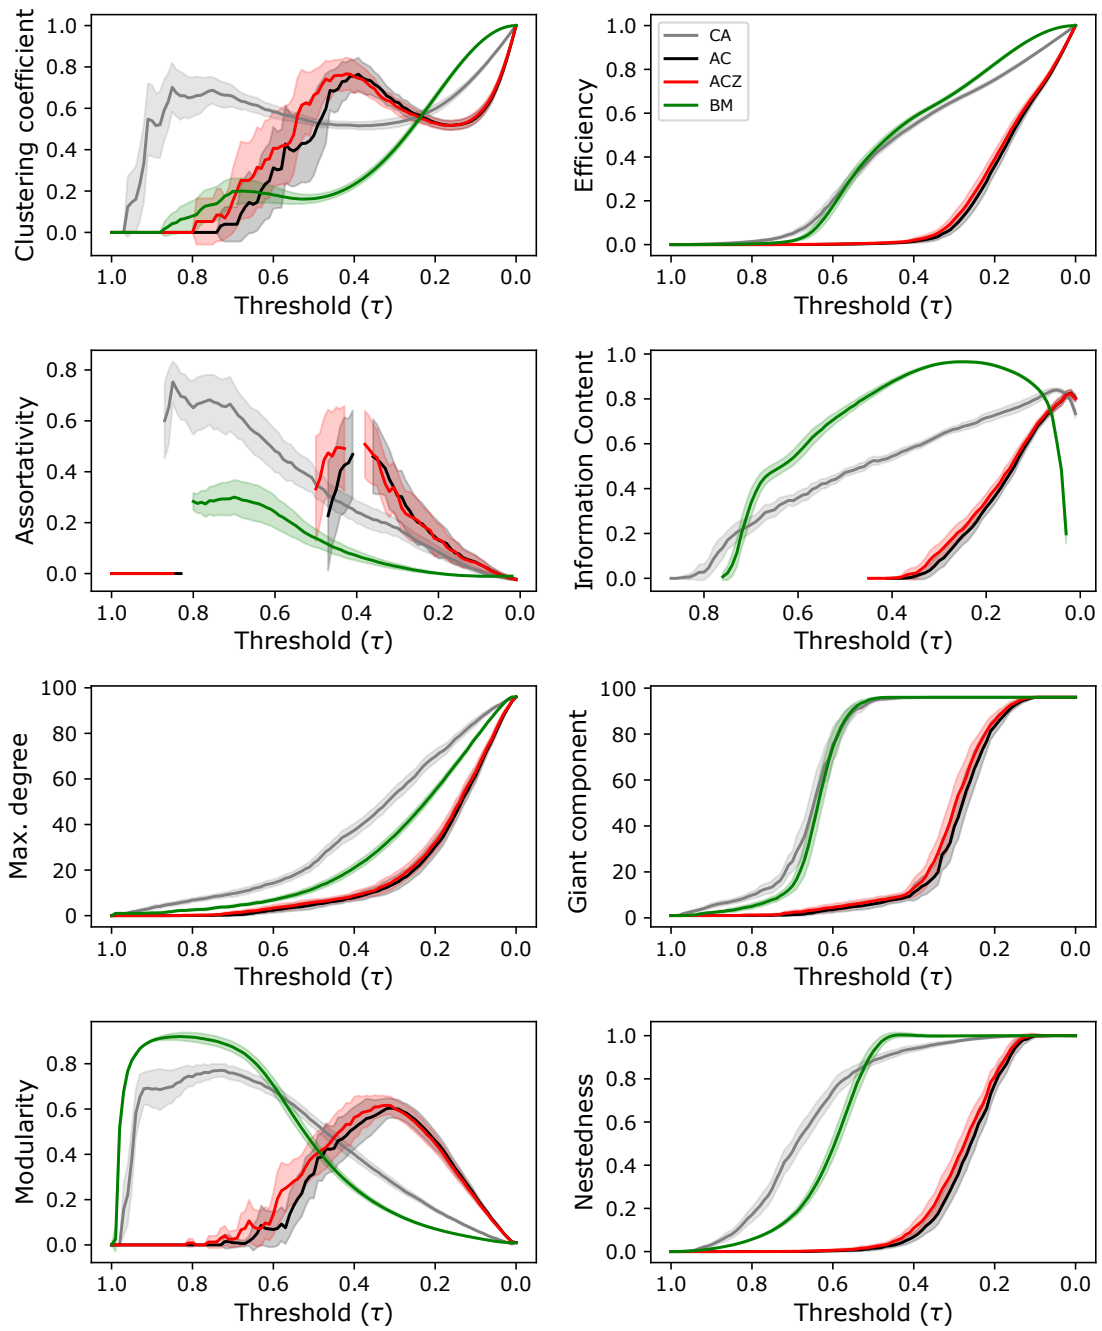 Clustering coefficient
1.0
0.8
0.6
0.4
0.2
0.0
1.0 0.8 0.6 0.4 0.2 0.0
Threshold (τ)
Efficiency
1.0
0.8
0.6
0.4
0.2
0.0
CA
AC
ACZ
BM
1.0 0.8 0.6 0.4 0.2 0.0
Threshold (τ)
Assortativity
0.8
0.6
0.4
0.2
0.0
1.0 0.8 0.6 0.4 0.2 0.0
Threshold (τ)
Information Content
1.0
0.8
0.6
0.4
0.2
0.0
0.8 0.6 0.4 0.2 0.0
Threshold (τ)
Max. degree
100
80
60
40
20
0
1.0 0.8 0.6 0.4 0.2 0.0
Threshold (τ)
Giant component
100
80
60
40
20
0
1.0 0.8 0.6 0.4 0.2 0.0
Threshold (τ)
Modularity
0.8
0.6
0.4
0.2
0.0
1.0 0.8 0.6 0.4 0.2 0.0
Threshold (τ)
Nestedness
1.0
0.8
0.6
0.4
0.2
0.0
1.0 0.8 0.6 0.4 0.2 0.0
Threshold (τ)